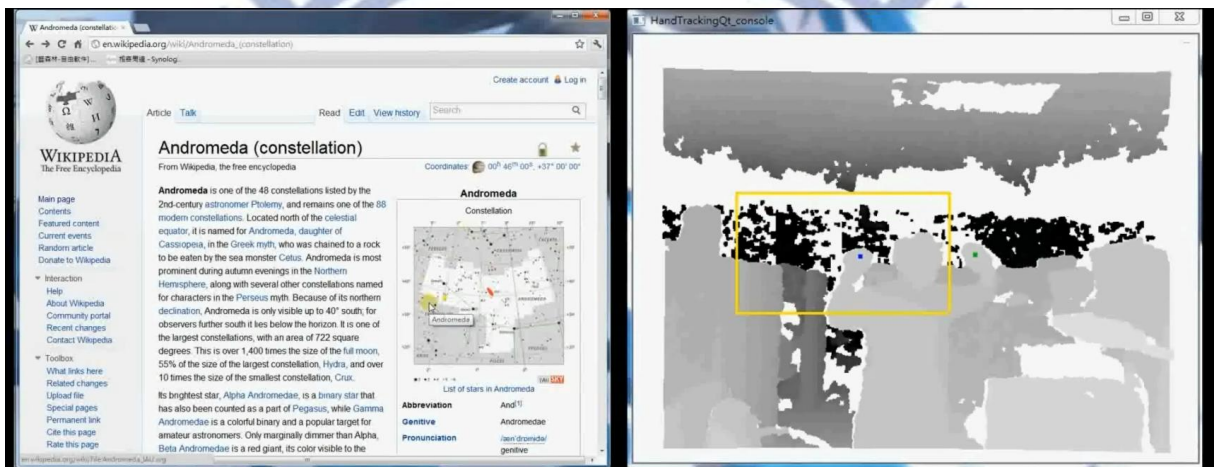 W Andromeda (constellatio
en.wikipedia.org/wiki/Andromeda_(constellation)
-Synolog..
Create account Log in
Article Talk Read Edit View history Search
WIKIPEDIA
The Free Encyclopedia
Main page
Contents
Featured content
Current events
Random article
Donate to Wikipedia
Interaction
Help
About Wikipedia
Community portal
Recent changes
Contact Wikipedia
Toolbox
What links here
Related changes
Upload file
Special pages
Permanent link
Cite this page
Rate this page
Andromeda (constellation)
From Wikipedia, the free encyclopedia
Coordinates: 00h 46m 00s, +37° 00′ 00″
Andromeda is one of the 48 constellations listed by the
2nd-century astronomer Ptolemy, and remains one of the 88
modern constellations. Located north of the celestial
equator, it is named for Andromeda, daughter of
Cassiopeia, in the Greek myth, who was chained to a rock
to be eaten by the sea monster Cetus. Andromeda is most
prominent during autumn evenings in the Northern
Hemisphere, along with several other constellations named
for characters in the Perseus myth. Because of its northern
declination, Andromeda is only visible up to 40° south, for
observers further south it lies below the horizon. It is one of
the largest constellations, with an area of 722 square
degrees. This is over 1,400 times the size of the full moon,
55% of the size of the largest constellation, Hydra, and over
10 times the size of the smallest constellation, Crux.
Its brightest star, Alpha Andromedae, is a binary star that
has also been counted as a part of Pegasus, while Gamma
Andromedae is a colorful binary and a popular target for
amateur astronomers. Only marginally dimmer than Alpha,
Beta Andromedae is a red giant, its color visible to the
Andromeda
Constellation
Andromeda
List of stars in Andromeda
Abbreviation And[1]
Genitive Andromedae
Pronunciation /ænˈdrɒmɨdə/
genitive
en.wikipedia.org/wiki/File:Andromeda_IAU.svg
HandTrackingQt_console